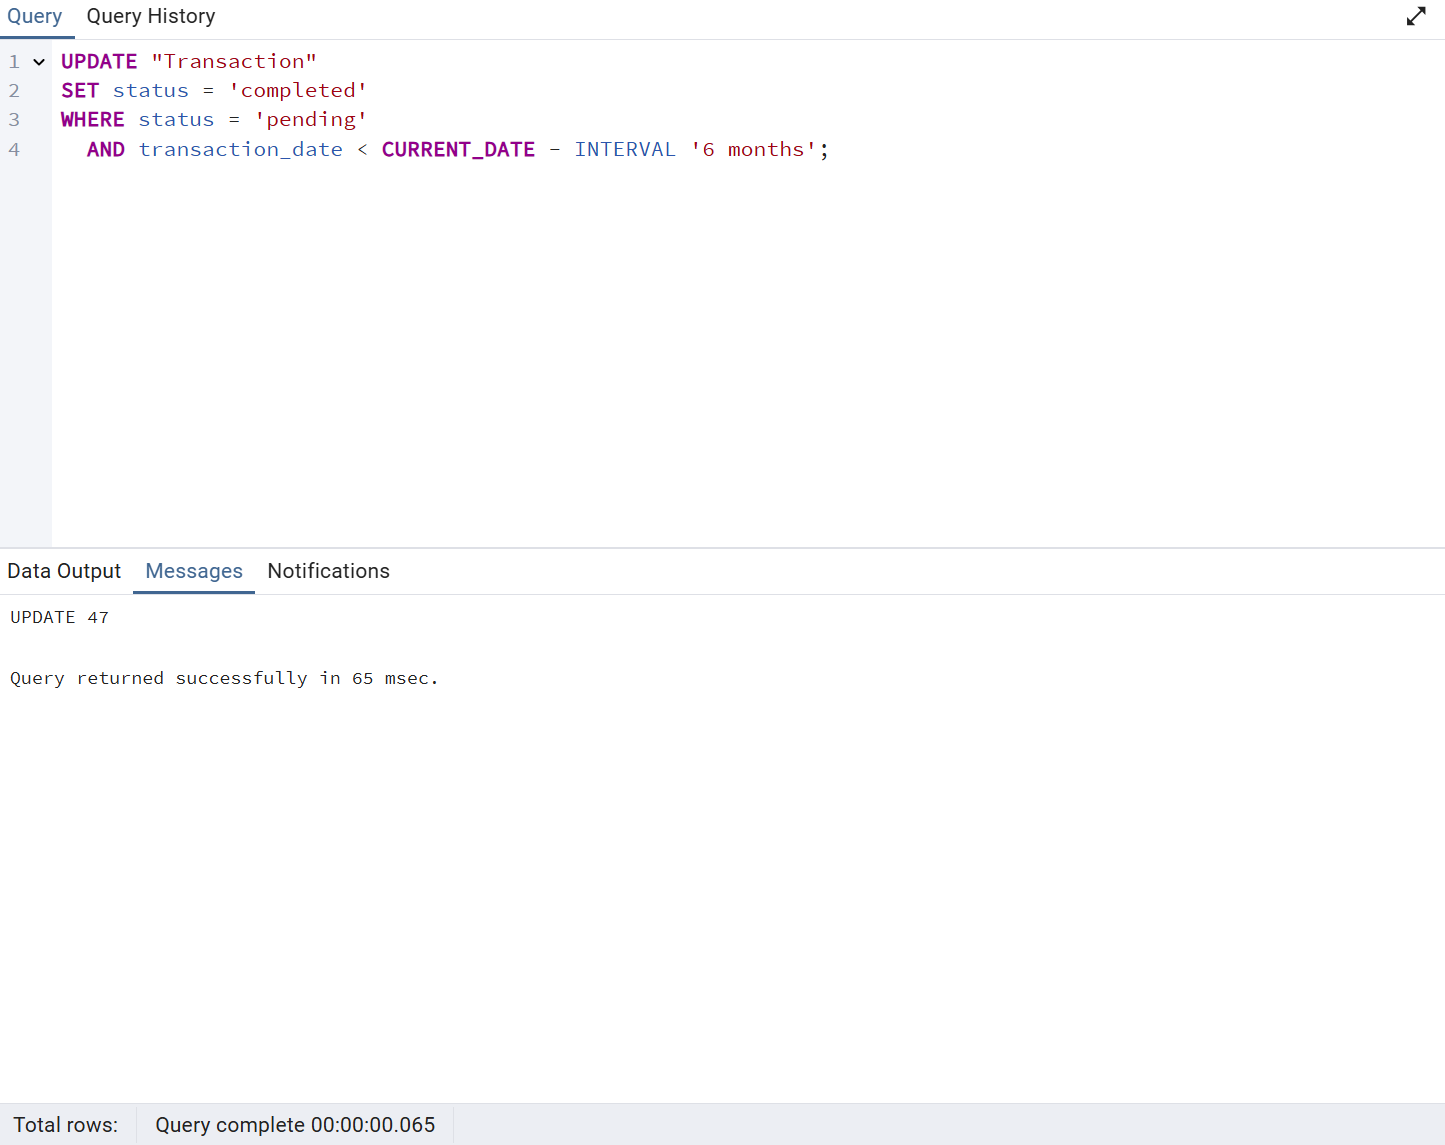 Query Query History
1 UPDATE "Transaction"
2 SET status = 'completed'
3 WHERE status = 'pending'
4 AND transaction_date < CURRENT_DATE - INTERVAL '6 months';
Data Output Messages Notifications
UPDATE 47
Query returned successfully in 65 msec.
Total rows: Query complete 00:00:00.065